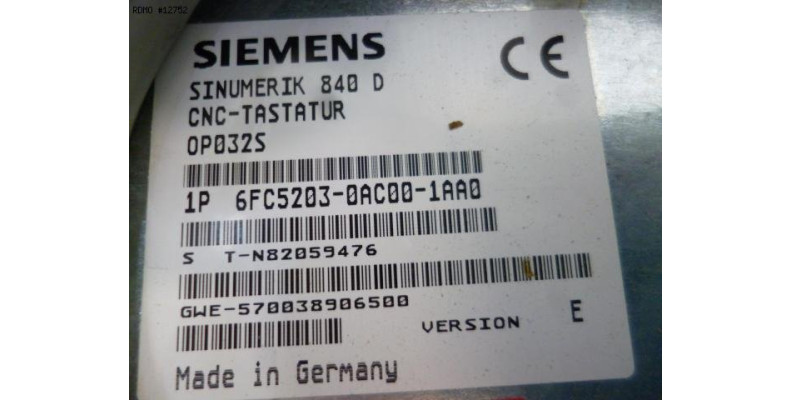 RDMO #12752
SIEMENS
CE
SINUMERIK 840 D
CNC-TASTATUR
OP032S
1P 6FC5203-0AC00-1AA0
S T-N82059476
GWE-570038906500
VERSION E
Made in Germany